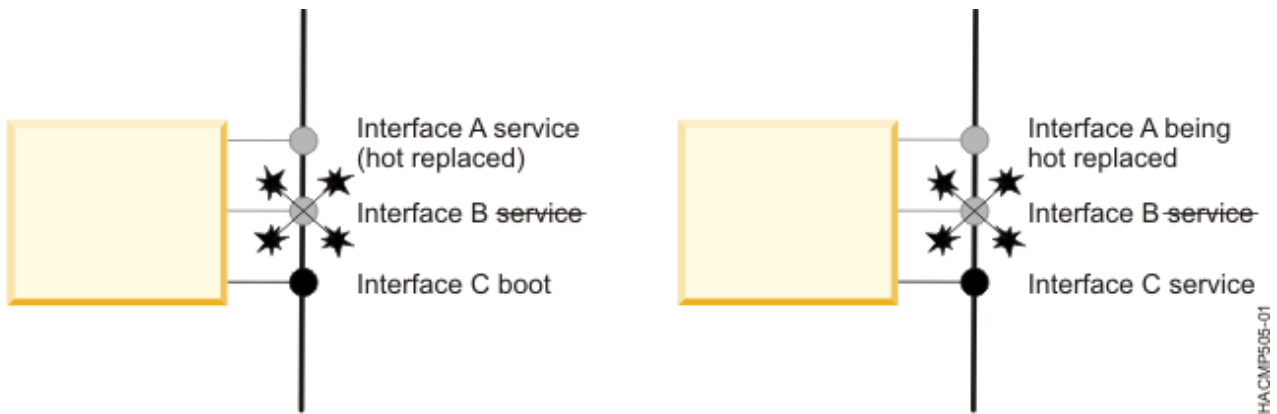 Interface A service
(hot replaced)
Interface B service
Interface C boot
Interface A being
hot replaced
Interface B service
Interface C service
HACMP505-01